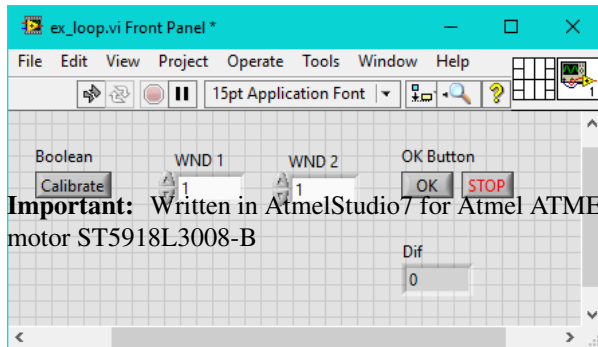 ex_loop.vi Front Panel *
File Edit View Project Operate Tools Window Help
15pt Application Font
1
Boolean WND 1 WND 2 OK Button
Calibrate 1 1 OK STOP
Important: Written in AtmelStudio7 for Atmel ATME
motor ST5918L3008-B
Dif
0